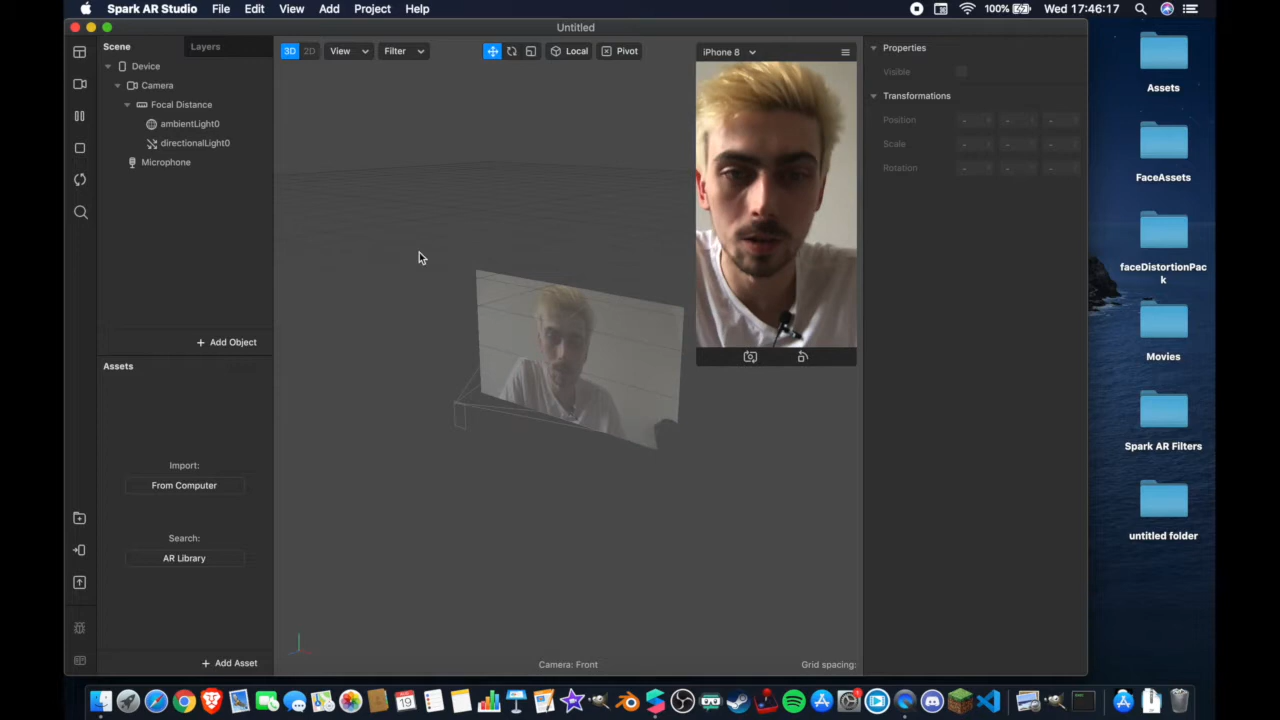 Spark AR Studio File Edit View Add Project Help
100% Wed 17:46:17
Untitled
Scene Layers
Device
Camera
Focal Distance
ambientLight0
directionalLight0
Microphone
+ Add Object
Assets
Import:
From Computer
Search:
AR Library
+ Add Asset
3D 2D View Filter Local Pivot
iPhone 8
Camera: Front
Grid spacing:
Properties
Visible
Transformations
Position - - -
Scale - - -
Rotation - - -
Assets
FaceAssets
faceDistortionPac
k
Movies
Spark AR Filters
untitled folder
19